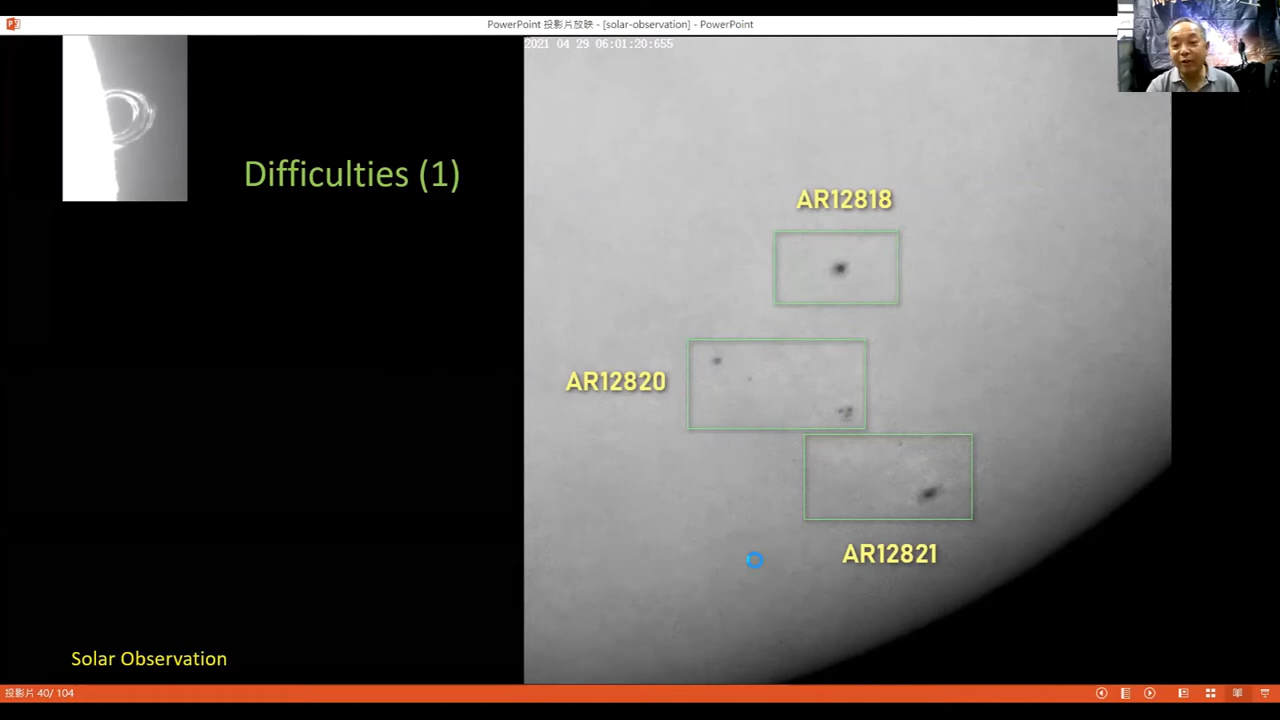 PowerPoint 投影片放映 - [solar-observation] - PowerPoint
2021 04 29 06:01:20:655
Difficulties (1)
AR12818
AR12820
AR12821
Solar Observation
投影片 40/ 104